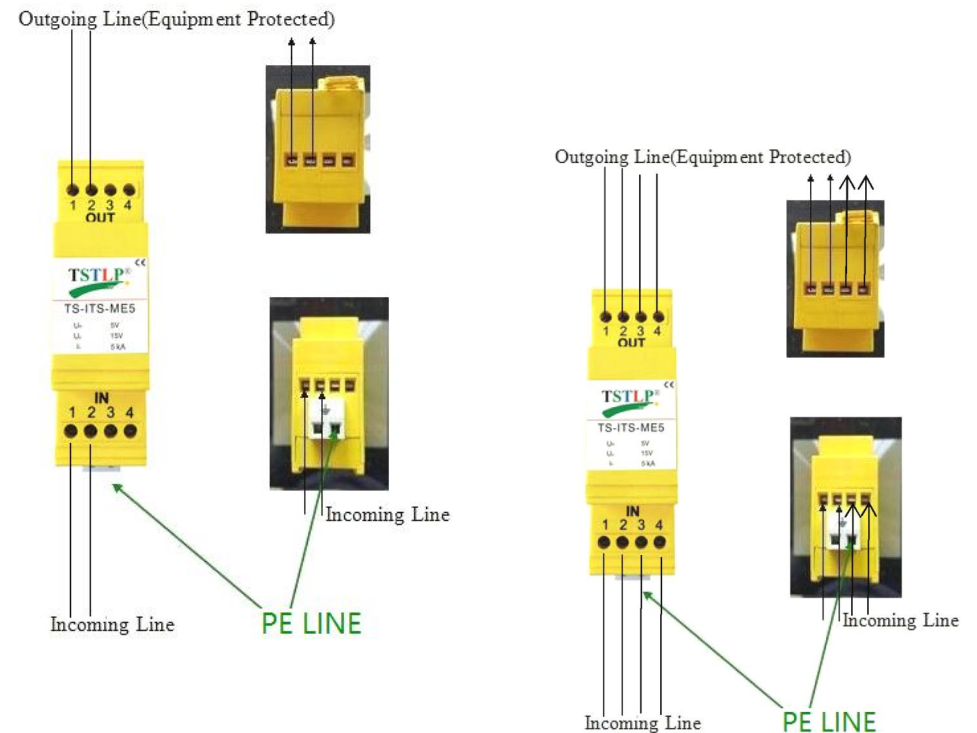 Outgoing Line(Equipment Protected)
1 2 3 4
OUT
TSTLP®
TS-ITS-ME5
5V
15V
5 kA
IN
1 2 3 4
Incoming Line
Incoming Line
PE LINE
Outgoing Line(Equipment Protected)
1 2 3 4
OUT
TSTLP®
TS-ITS-ME5
5V
15V
5 kA
IN
1 2 3 4
Incoming Line
Incoming Line
PE LINE